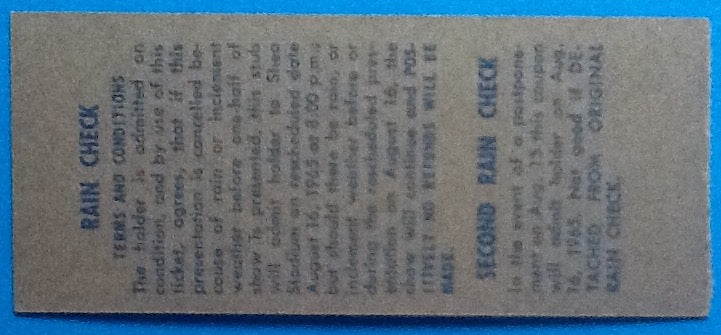 RAIN CHECK
TERMS AND CONDITIONS
The holder is admitted on
condition, and by use of this
ticket, agrees, that if this
presentation is cancelled be-
cause of rain or inclement
weather before one-half of
show is presented, this stub
will admit holder to Shea
Stadium on rescheduled date
August 16, 1965 at 8:00 p.m.;
but should there be rain, or
inclement weather before or
during the rescheduled pres-
entation on August 16, the
show will continue and POS-
ITIVELY NO REFUNDS WILL BE
MADE.
SECOND RAIN CHECK
In the event of a postpone-
ment on Aug. 15 this coupon
will admit holder on Aug.
16, 1965. Not good if DE-
TACHED FROM ORIGINAL
RAIN CHECK.